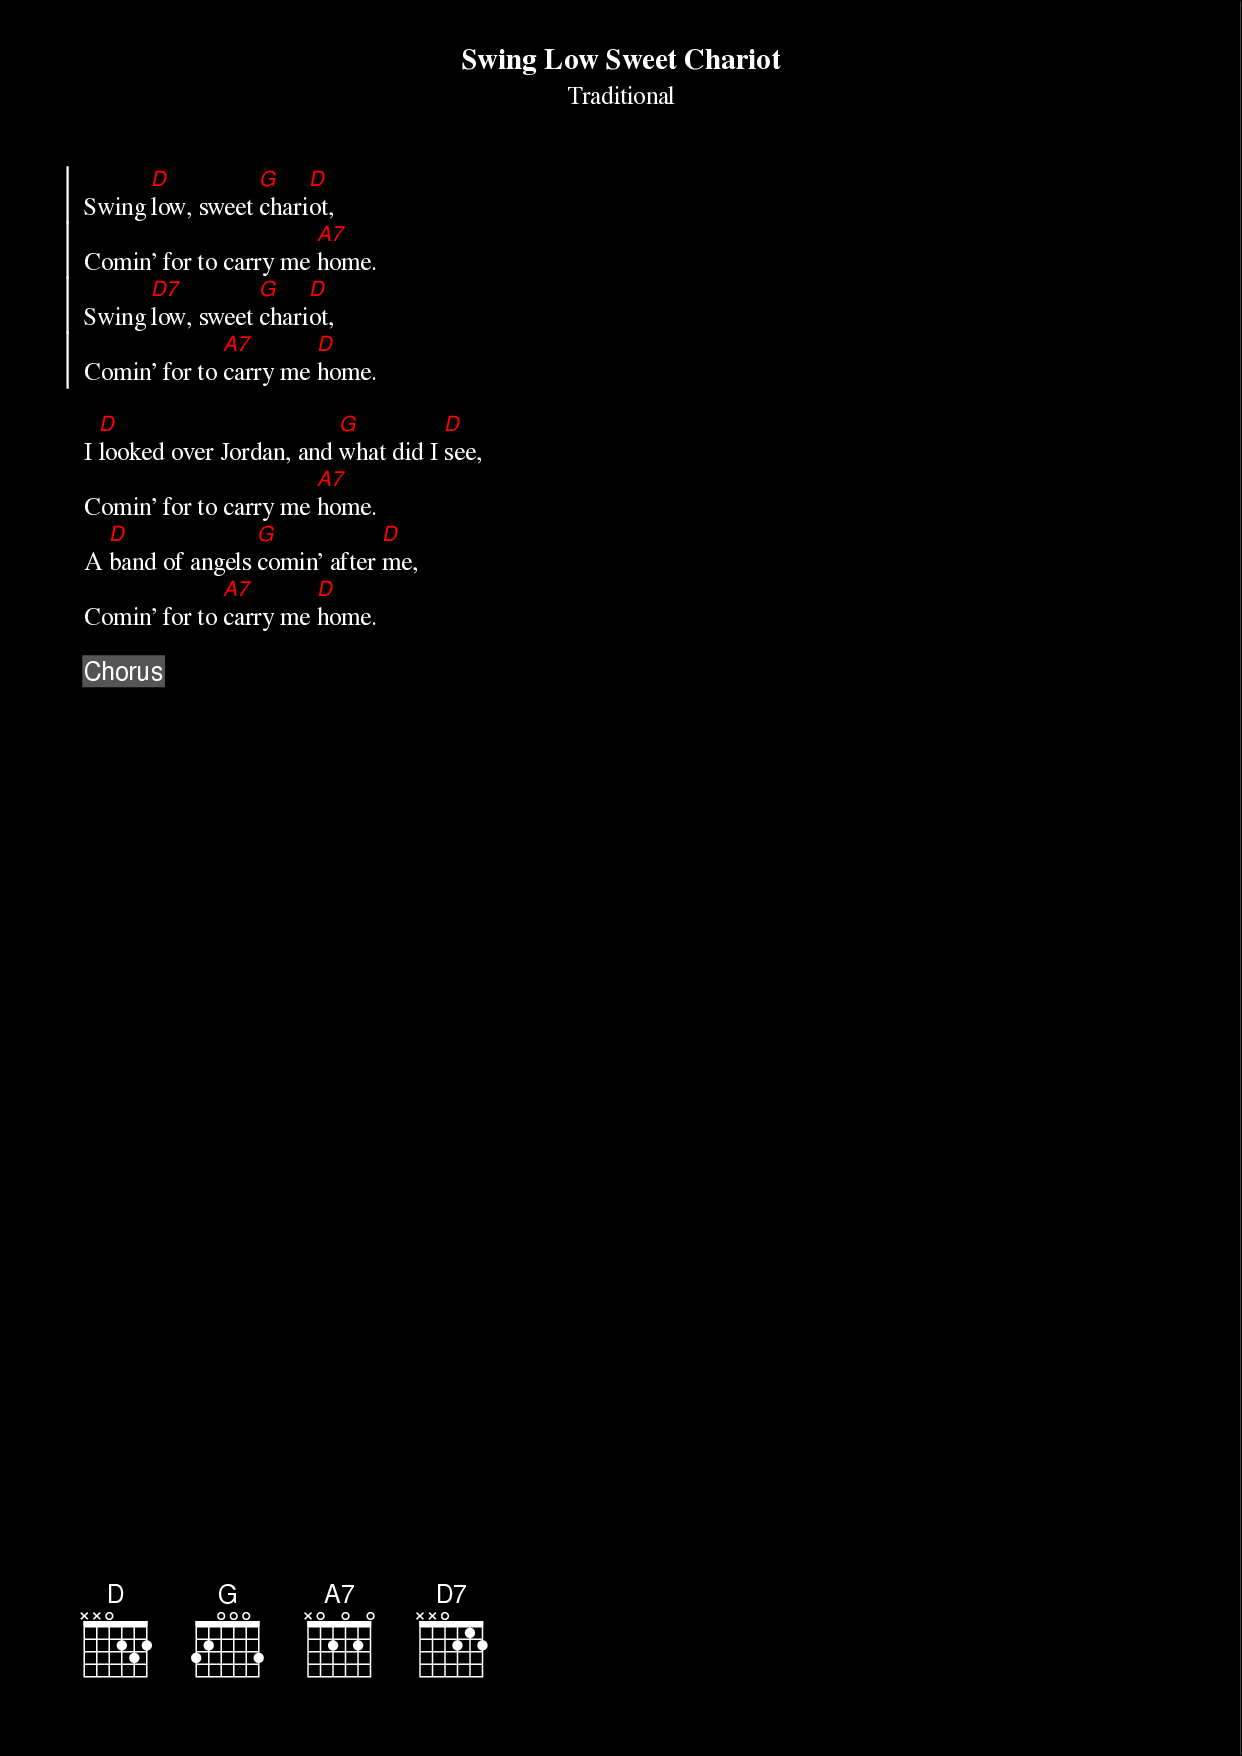 Swing Low Sweet Chariot
Traditional
D G D
Swing low, sweet chariot,
A7
Comin’ for to carry me home.
D7 G D
Swing low, sweet chariot,
A7 D
Comin’ for to carry me home.
D G D
I looked over Jordan, and what did I see,
A7
Comin’ for to carry me home.
D G D
A band of angels comin’ after me,
A7 D
Comin’ for to carry me home.
Chorus
D G A7 D7